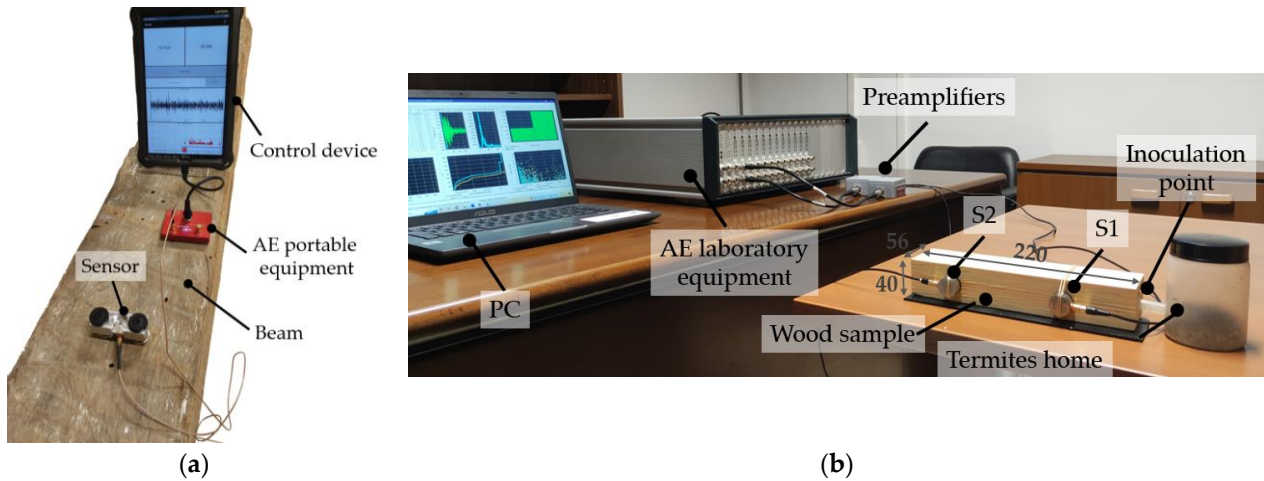 Control device
AE portable
equipment
Sensor
Beam
(a)
Preamplifiers
Inoculation
point
S2
S1
AE laboratory
equipment
56
220
40
PC
ASUS
Wood sample
Termites home
(b)